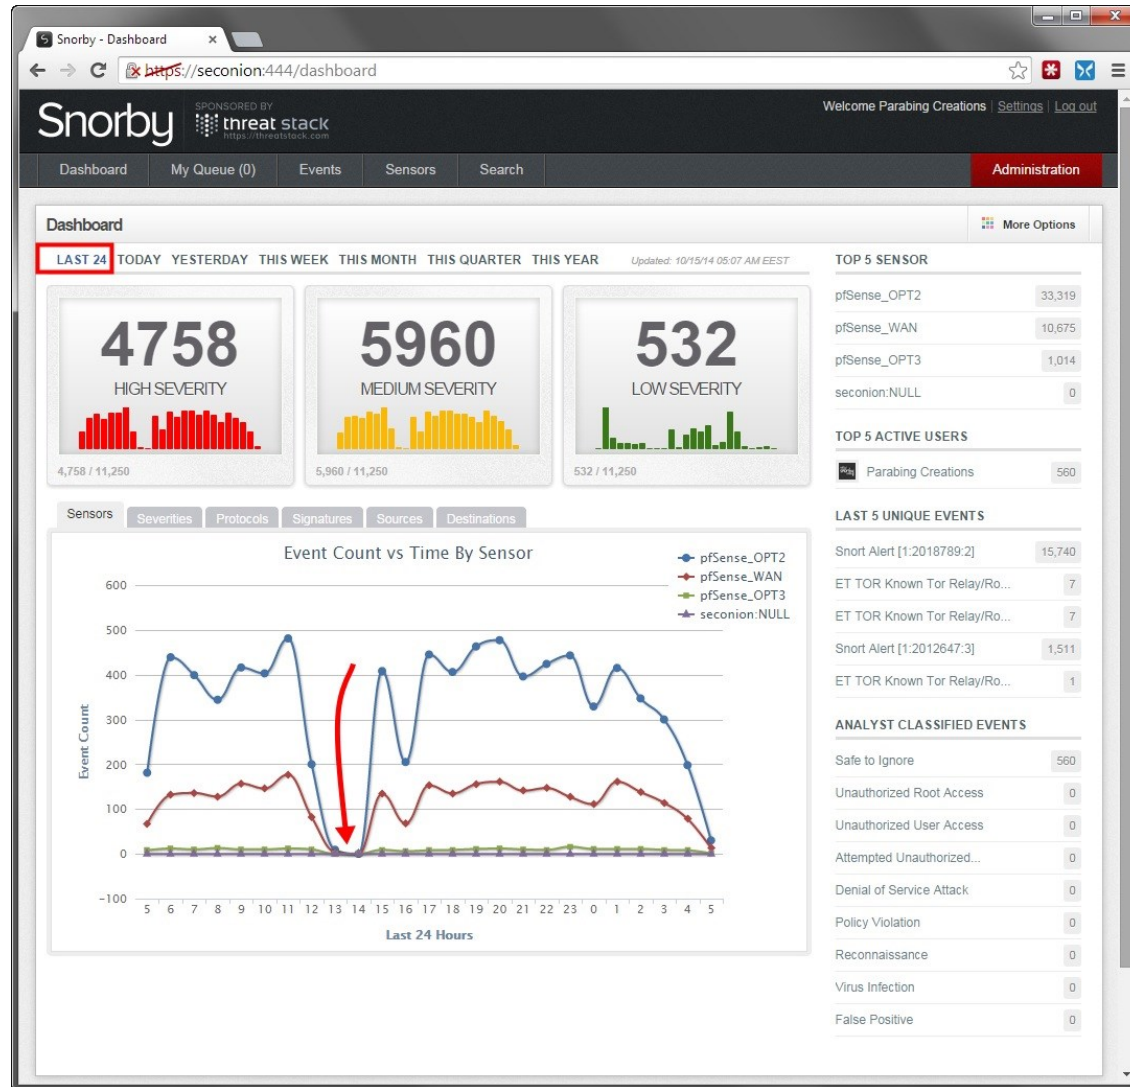 Snorby - Dashboard
https://seconion:444/dashboard
Snorby
SPONSORED BY
threat stack
https://threatstack.com
Welcome Parabing Creations | Settings | Log out
Dashboard My Queue (0) Events Sensors Search Administration
Dashboard
More Options
LAST 24 TODAY YESTERDAY THIS WEEK THIS MONTH THIS QUARTER THIS YEAR Updated: 10/15/14 05:07 AM EEST
4758
HIGH SEVERITY
4,758 / 11,250
5960
MEDIUM SEVERITY
5,960 / 11,250
532
LOW SEVERITY
532 / 11,250
Sensors Severities Protocols Signatures Sources Destinations
Event Count vs Time By Sensor
pfSense_OPT2
pfSense_WAN
pfSense_OPT3
seconion:NULL
Event Count
600
500
400
300
200
100
0
-100
5 6 7 8 9 10 11 12 13 14 15 16 17 18 19 20 21 22 23 0 1 2 3 4 5
Last 24 Hours
TOP 5 SENSOR
pfSense_OPT2 33,319
pfSense_WAN 10,675
pfSense_OPT3 1,014
seconion:NULL 0
TOP 5 ACTIVE USERS
Parabing Creations 560
LAST 5 UNIQUE EVENTS
Snort Alert [1:2018789:2] 15,740
ET TOR Known Tor Relay/Ro... 7
ET TOR Known Tor Relay/Ro... 7
Snort Alert [1:2012647:3] 1,511
ET TOR Known Tor Relay/Ro... 1
ANALYST CLASSIFIED EVENTS
Safe to Ignore 560
Unauthorized Root Access 0
Unauthorized User Access 0
Attempted Unauthorized... 0
Denial of Service Attack 0
Policy Violation 0
Reconnaissance 0
Virus Infection 0
False Positive 0